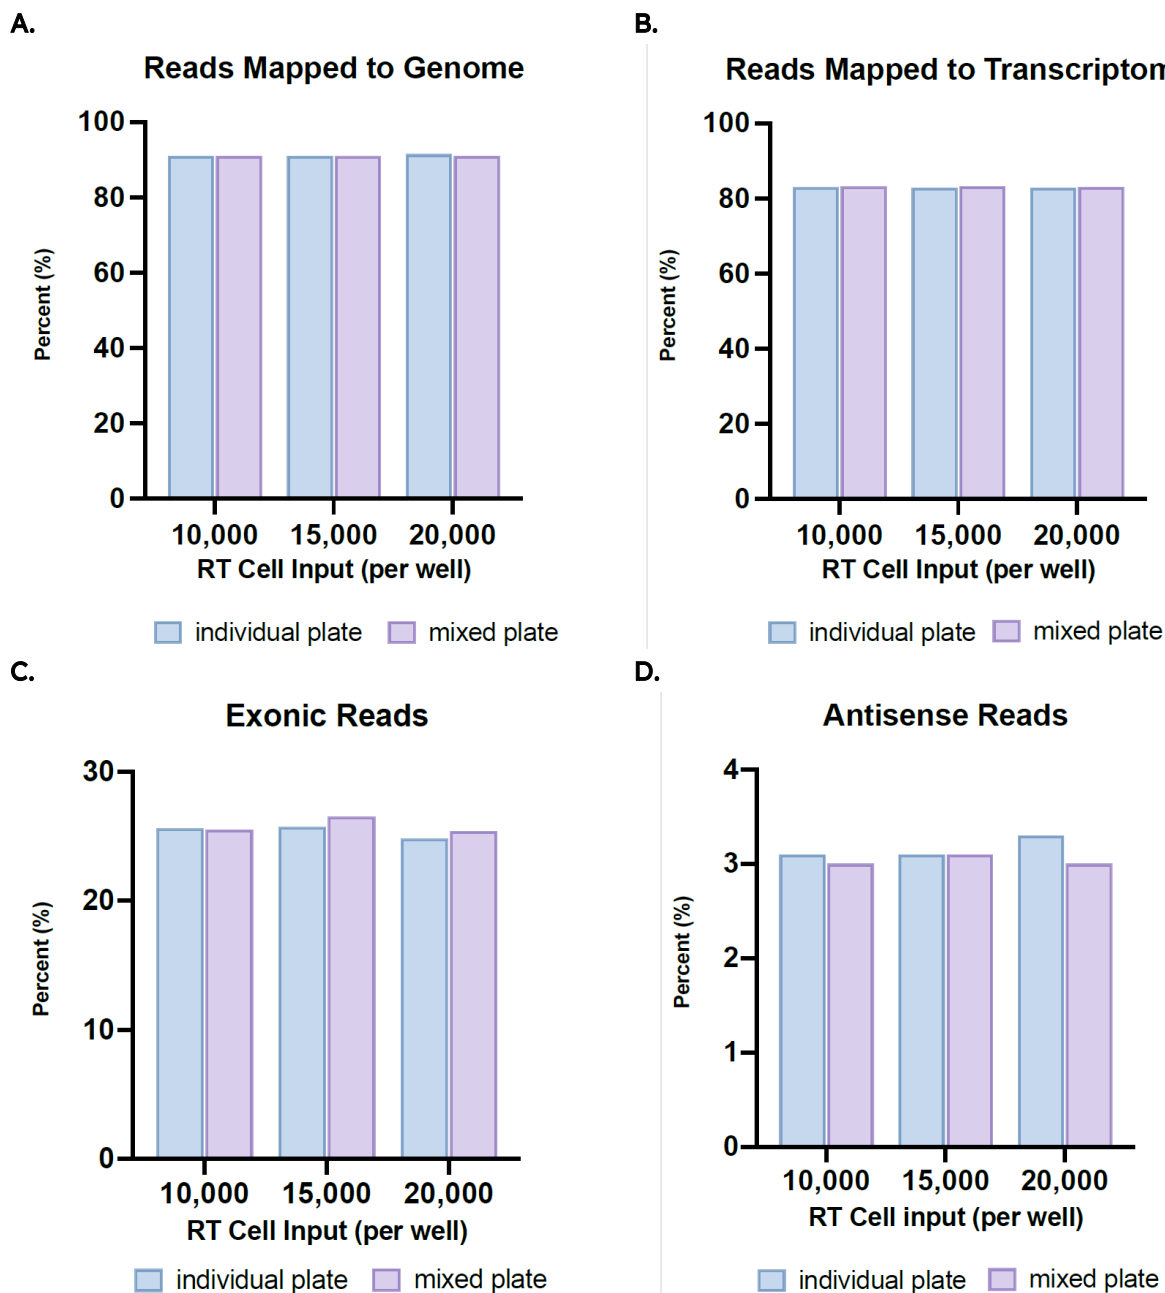 A.
Reads Mapped to Genome
100
80
60
40
20
0
Percent (%)
10,000 15,000 20,000
RT Cell Input (per well)
individual plate mixed plate
B.
Reads Mapped to Transcriptom
100
80
60
40
20
0
Percent (%)
10,000 15,000 20,000
RT Cell Input (per well)
individual plate mixed plate
C.
Exonic Reads
30
20
10
0
Percent (%)
10,000 15,000 20,000
RT Cell Input (per well)
individual plate mixed plate
D.
Antisense Reads
4
3
2
1
0
Percent (%)
10,000 15,000 20,000
RT Cell input (per well)
individual plate mixed plate